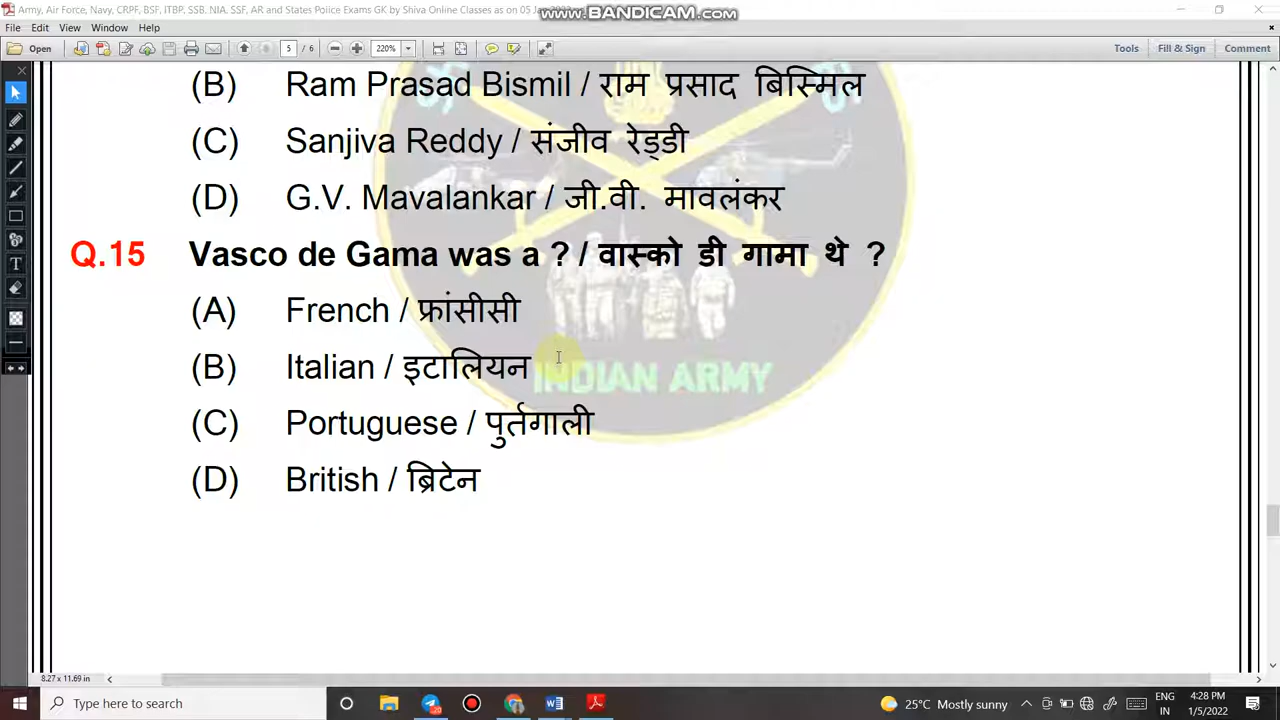 Army, Air Force, Navy, CRPF, BSF, ITBP, SSB, NIA, SSF, AR and States Police Exams GK by Shiva Online Classes as on 05 Jan
WWW.BANDICAM.COM
File Edit View Window Help
Open 5 / 6 220% Tools Fill & Sign Comment
(B) Ram Prasad Bismil / राम प्रसाद बिस्मिल
(C) Sanjiva Reddy / संजीव रेड्डी
(D) G.V. Mavalankar / जी.वी. मावलंकर
Q.15 Vasco de Gama was a ? / वास्को डी गामा थे ?
(A) French / फ्रांसीसी
(B) Italian / इटालियन
(C) Portuguese / पुर्तगाली
(D) British / ब्रिटेन
INDIAN ARMY
8.27 x 11.69 in
Type here to search 25°C Mostly sunny ENG 4:28 PM
IN 1/5/2022